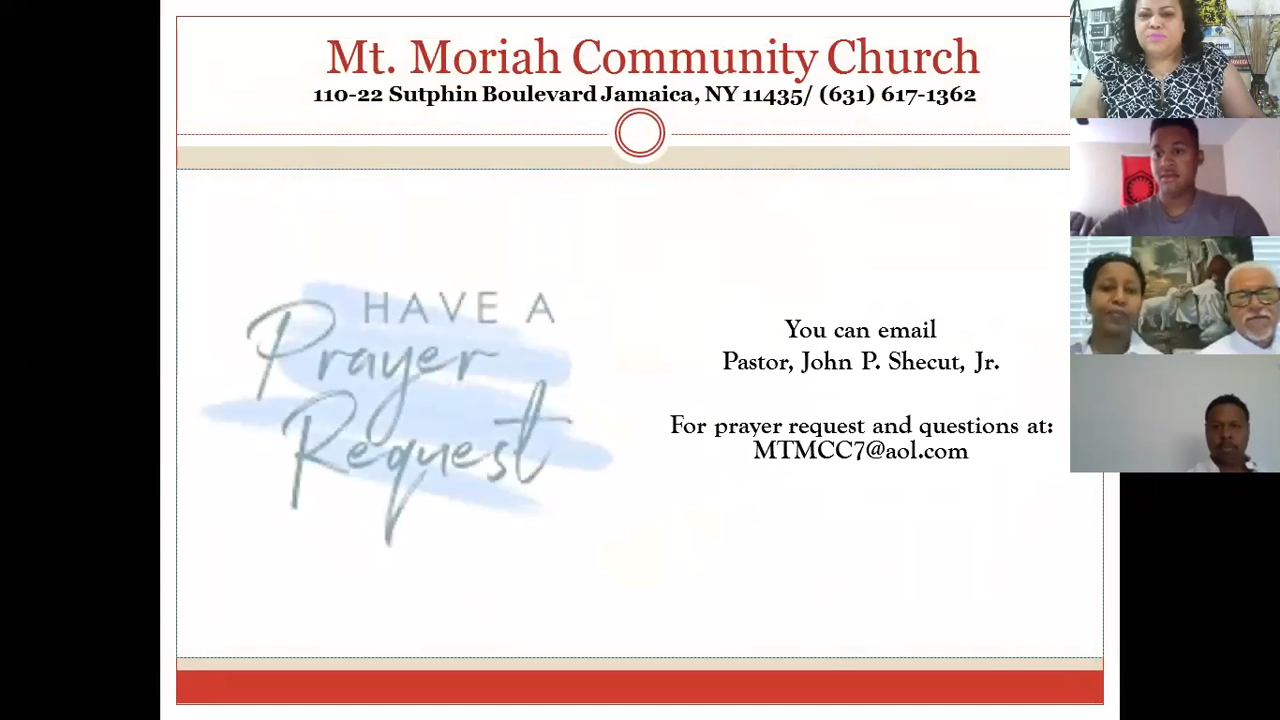 Mt. Moriah Community Church
110-22 Sutphin Boulevard Jamaica, NY 11435/ (631) 617-1362
HAVE A
Prayer
Request
You can email
Pastor, John P. Shecut, Jr.
For prayer request and questions at:
MTMCC7@aol.com